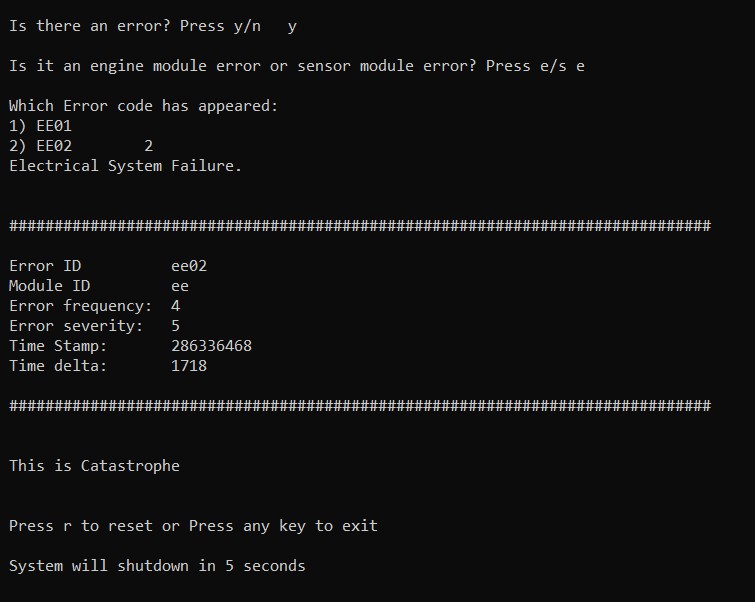 Is there an error? Press y/n   y
Is it an engine module error or sensor module error? Press e/s e
Which Error code has appeared:
1) EE01
2) EE02        2
Electrical System Failure.
##############################################################################
Error ID          ee02
Module ID         ee
Error frequency:  4
Error severity:   5
Time Stamp:       286336468
Time delta:       1718
##############################################################################
This is Catastrophe
Press r to reset or Press any key to exit
System will shutdown in 5 seconds